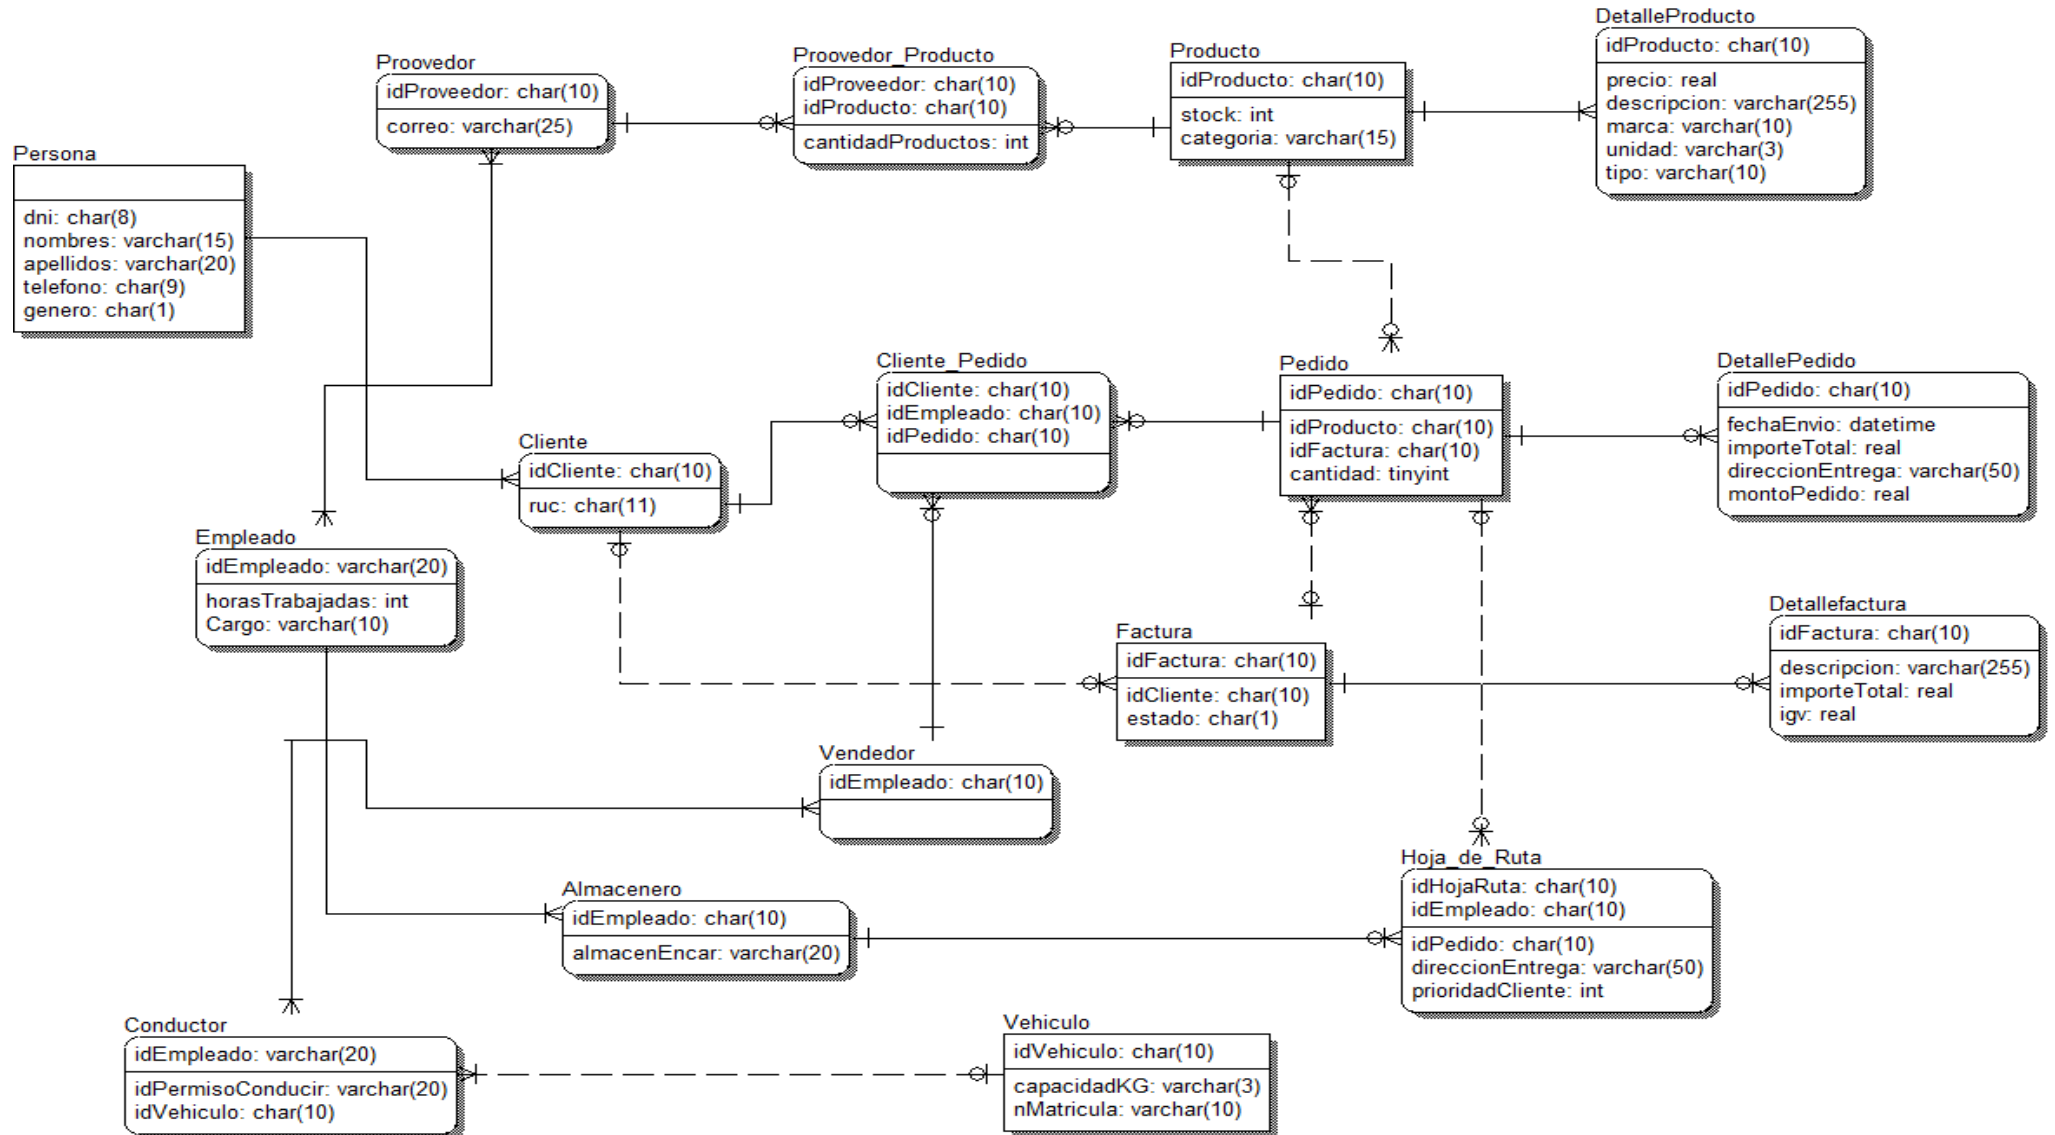 DetalleProducto
idProducto: char(10)
precio: real
descripcion: varchar(255)
marca: varchar(10)
unidad: varchar(3)
tipo: varchar(10)
Producto
idProducto: char(10)
stock: int
categoria: varchar(15)
Proovedor_Producto
idProveedor: char(10)
idProducto: char(10)
cantidadProductos: int
Proovedor
idProveedor: char(10)
correo: varchar(25)
Persona
dni: char(8)
nombres: varchar(15)
apellidos: varchar(20)
telefono: char(9)
genero: char(1)
Cliente_Pedido
idCliente: char(10)
idEmpleado: char(10)
idPedido: char(10)
Pedido
idPedido: char(10)
idProducto: char(10)
idFactura: char(10)
cantidad: tinyint
DetallePedido
idPedido: char(10)
fechaEnvio: datetime
importeTotal: real
direccionEntrega: varchar(50)
montoPedido: real
Cliente
idCliente: char(10)
ruc: char(11)
Empleado
idEmpleado: varchar(20)
horasTrabajadas: int
Cargo: varchar(10)
Factura
idFactura: char(10)
idCliente: char(10)
estado: char(1)
Detallefactura
idFactura: char(10)
descripcion: varchar(255)
importeTotal: real
igv: real
Vendedor
idEmpleado: char(10)
Almacenero
idEmpleado: char(10)
almacenEncar: varchar(20)
Hoja_de_Ruta
idHojaRuta: char(10)
idEmpleado: char(10)
idPedido: char(10)
direccionEntrega: varchar(50)
prioridadCliente: int
Conductor
idEmpleado: varchar(20)
idPermisoConducir: varchar(20)
idVehiculo: char(10)
Vehiculo
idVehiculo: char(10)
capacidadKG: varchar(3)
nMatricula: varchar(10)